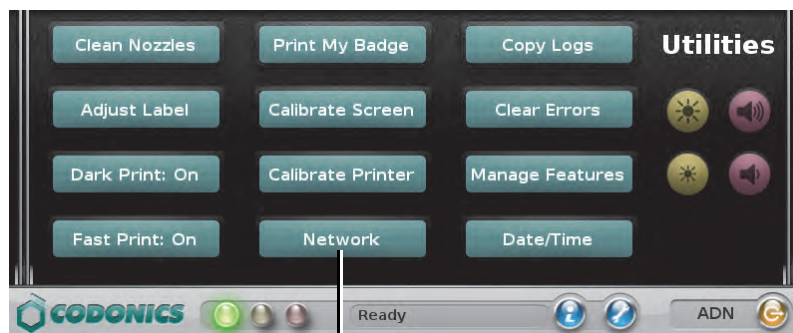 Clean Nozzles Print My Badge Copy Logs Utilities
Adjust Label Calibrate Screen Clear Errors
Dark Print: On Calibrate Printer Manage Features
Fast Print: On Network Date/Time
CODONICS Ready i ? ADN